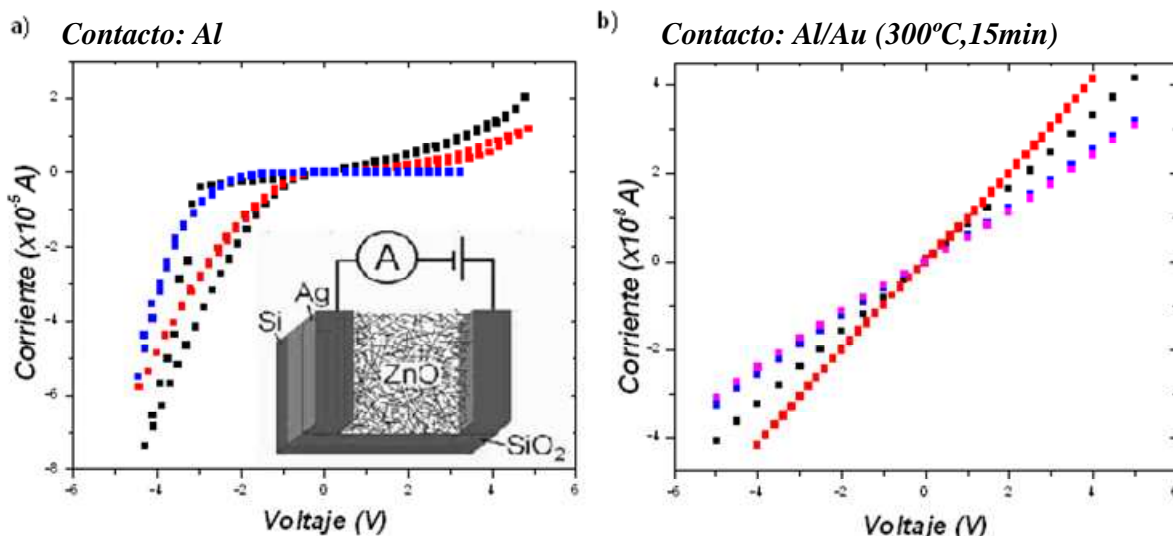 a) Contacto: Al
Corriente (x10⁻⁵ A)
2
0
-2
-4
-6
-8
-6 -4 -2 0 2 4 6
Voltaje (V)
A
Ag
Si
ZnO
SiO₂
b) Contacto: Al/Au (300ºC,15min)
Corriente (x10⁻⁸ A)
4
2
0
-2
-4
-6 -4 -2 0 2 4 6
Voltaje (V)